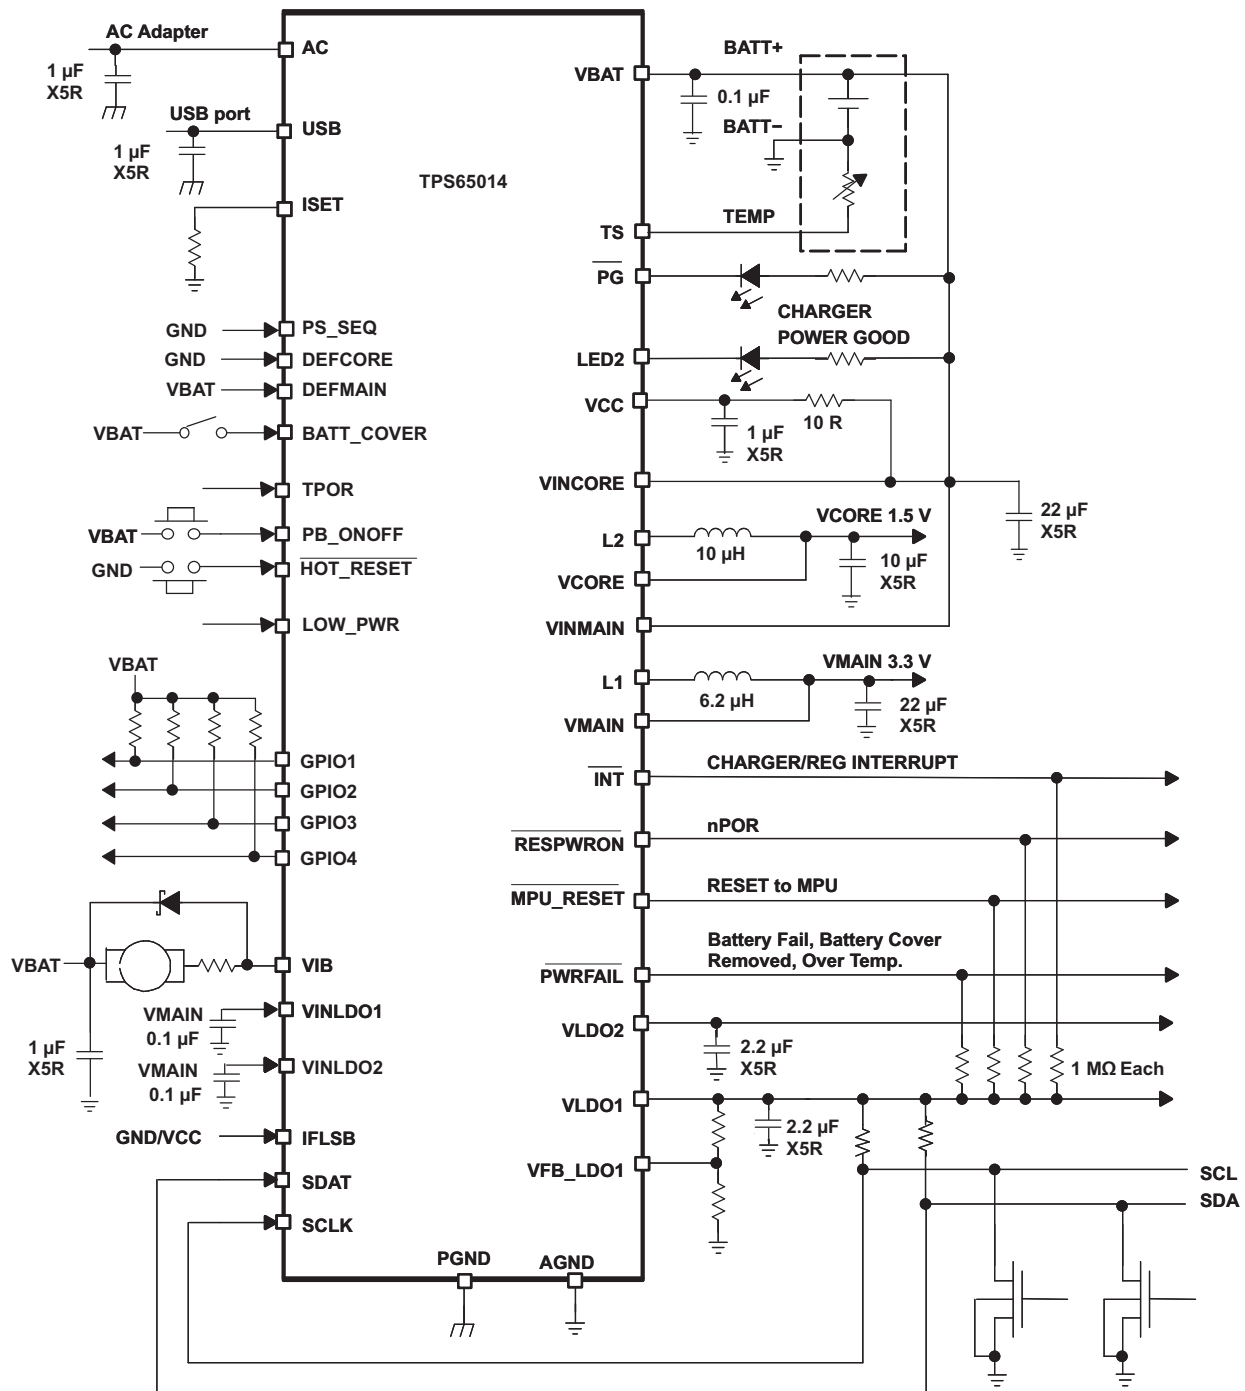 AC Adapter
1 µF
X5R
USB port
1 µF
X5R
GND
GND
VBAT
VBAT
VBAT
GND
VBAT
VBAT
1 µF
X5R
VMAIN
0.1 µF
VMAIN
0.1 µF
GND/VCC
AC
USB
ISET
PS_SEQ
DEFCORE
DEFMAIN
BATT_COVER
TPOR
PB_ONOFF
HOT_RESET
LOW_PWR
GPIO1
GPIO2
GPIO3
GPIO4
VIB
VINLDO1
VINLDO2
IFLSB
SDAT
SCLK
TPS65014
PGND
AGND
VBAT
TS
PG
LED2
VCC
VINCORE
L2
VCORE
VINMAIN
L1
VMAIN
INT
RESPWRON
MPU_RESET
PWRFAIL
VLDO2
VLDO1
VFB_LDO1
BATT+
0.1 µF
BATT−
TEMP
CHARGER
POWER GOOD
1 µF
X5R
10 R
22 µF
X5R
VCORE 1.5 V
10 µH
10 µF
X5R
VMAIN 3.3 V
6.2 µH
22 µF
X5R
CHARGER/REG INTERRUPT
nPOR
RESET to MPU
Battery Fail, Battery Cover
Removed, Over Temp.
2.2 µF
X5R
1 MΩ Each
2.2 µF
X5R
SCL
SDA